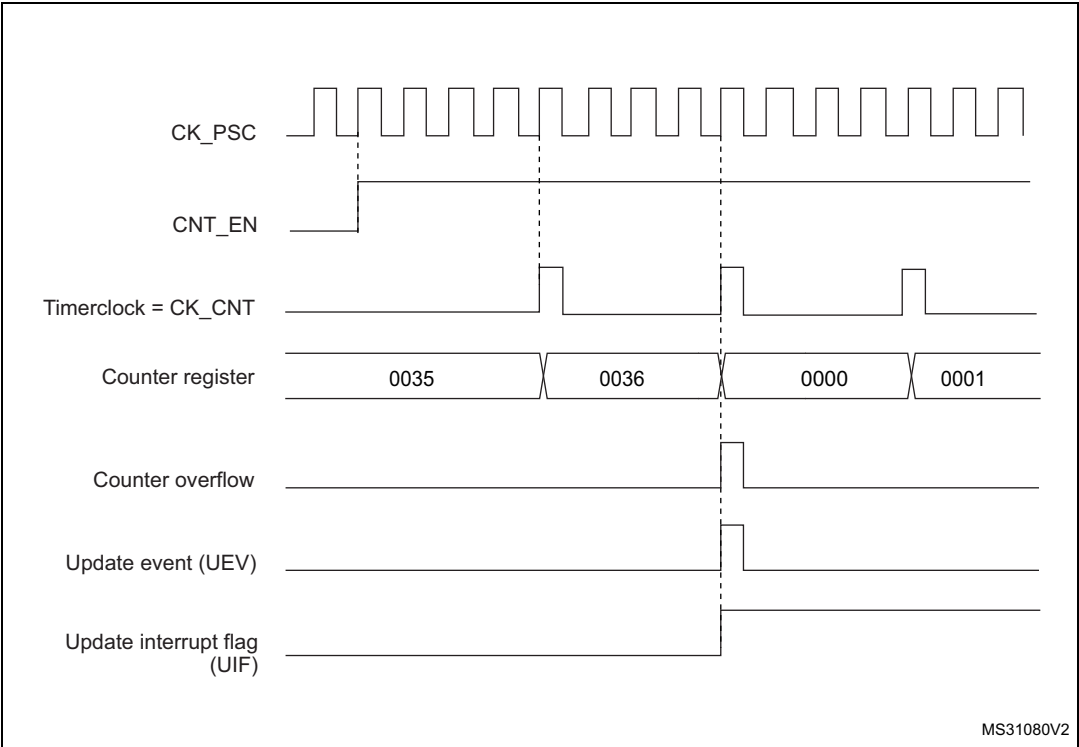 CK_PSC
CNT_EN
Timerclock = CK_CNT
Counter register 0035 0036 0000 0001
Counter overflow
Update event (UEV)
Update interrupt flag
(UIF)
MS31080V2